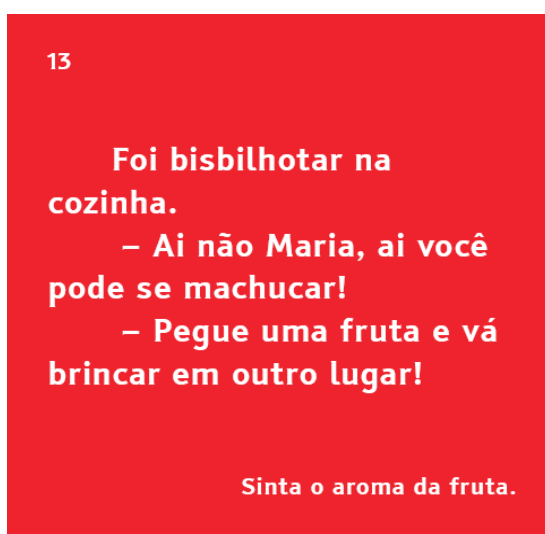 13
Foi bisbilhotar na
cozinha.
– Ai não Maria, ai você
pode se machucar!
– Pegue uma fruta e vá
brincar em outro lugar!
Sinta o aroma da fruta.